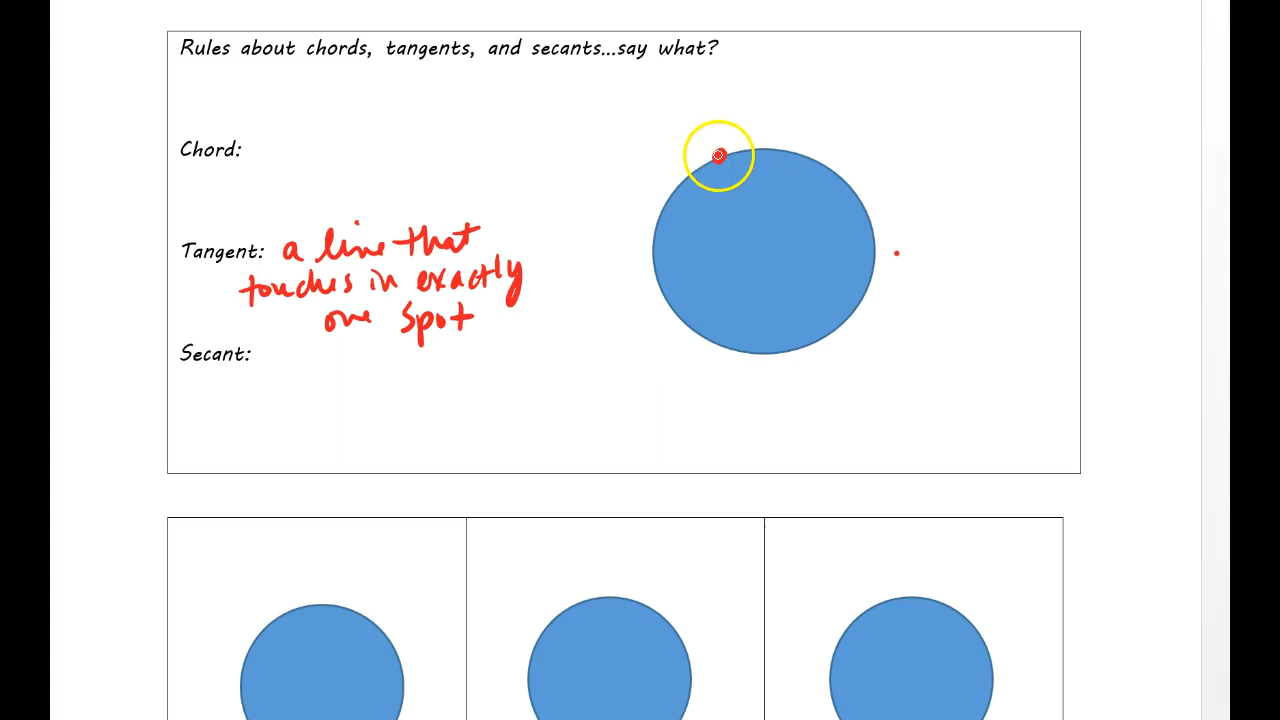 Rules about chords, tangents, and secants...say what?
Chord:
Tangent: a line that
touches in exactly
one spot
Secant: